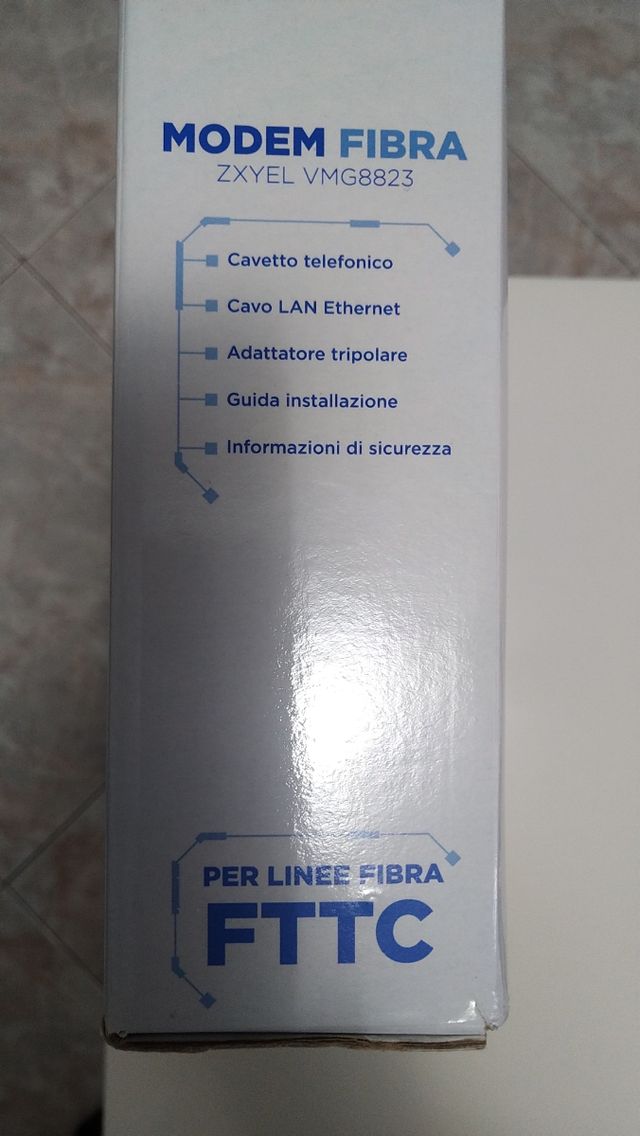 MODEM FIBRA
ZXYEL VMG8823
Cavetto telefonico
Cavo LAN Ethernet
Adattatore tripolare
Guida installazione
Informazioni di sicurezza
PER LINEE FIBRA
FTTC